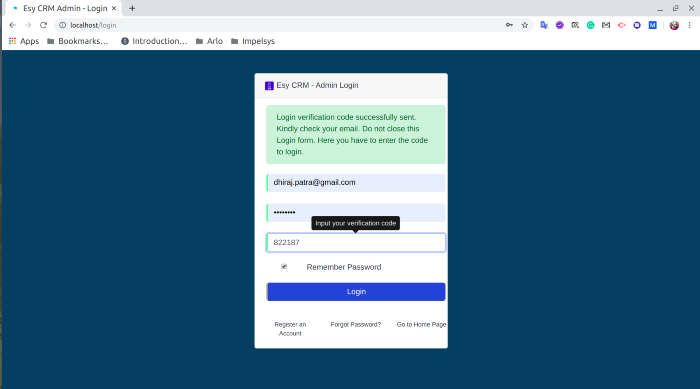 Esy CRM Admin Login - Login
localhost/login
Apps
Bookmarks...
Introduction...
Arlo
Impelsys
Esy CRM - Admin Login
Login verification code successfully sent.
Kindly check your email. Do not close this
Login form. Here you have to enter the code
to login.
dhiraj.patra@gmail.com
••••••••
Input your verification code
822187
Remember Password
Login
Register an
Account
Forgot Password?
Go to Home Page